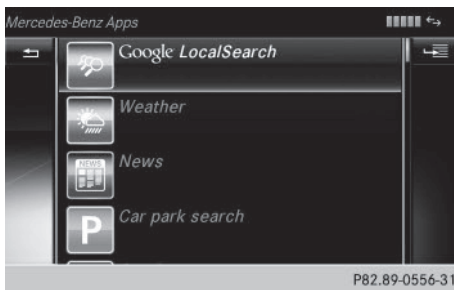 Mercedes-Benz Apps
Google LocalSearch
Weather
NEWS
News
P
Car park search
P82.89-0556-31